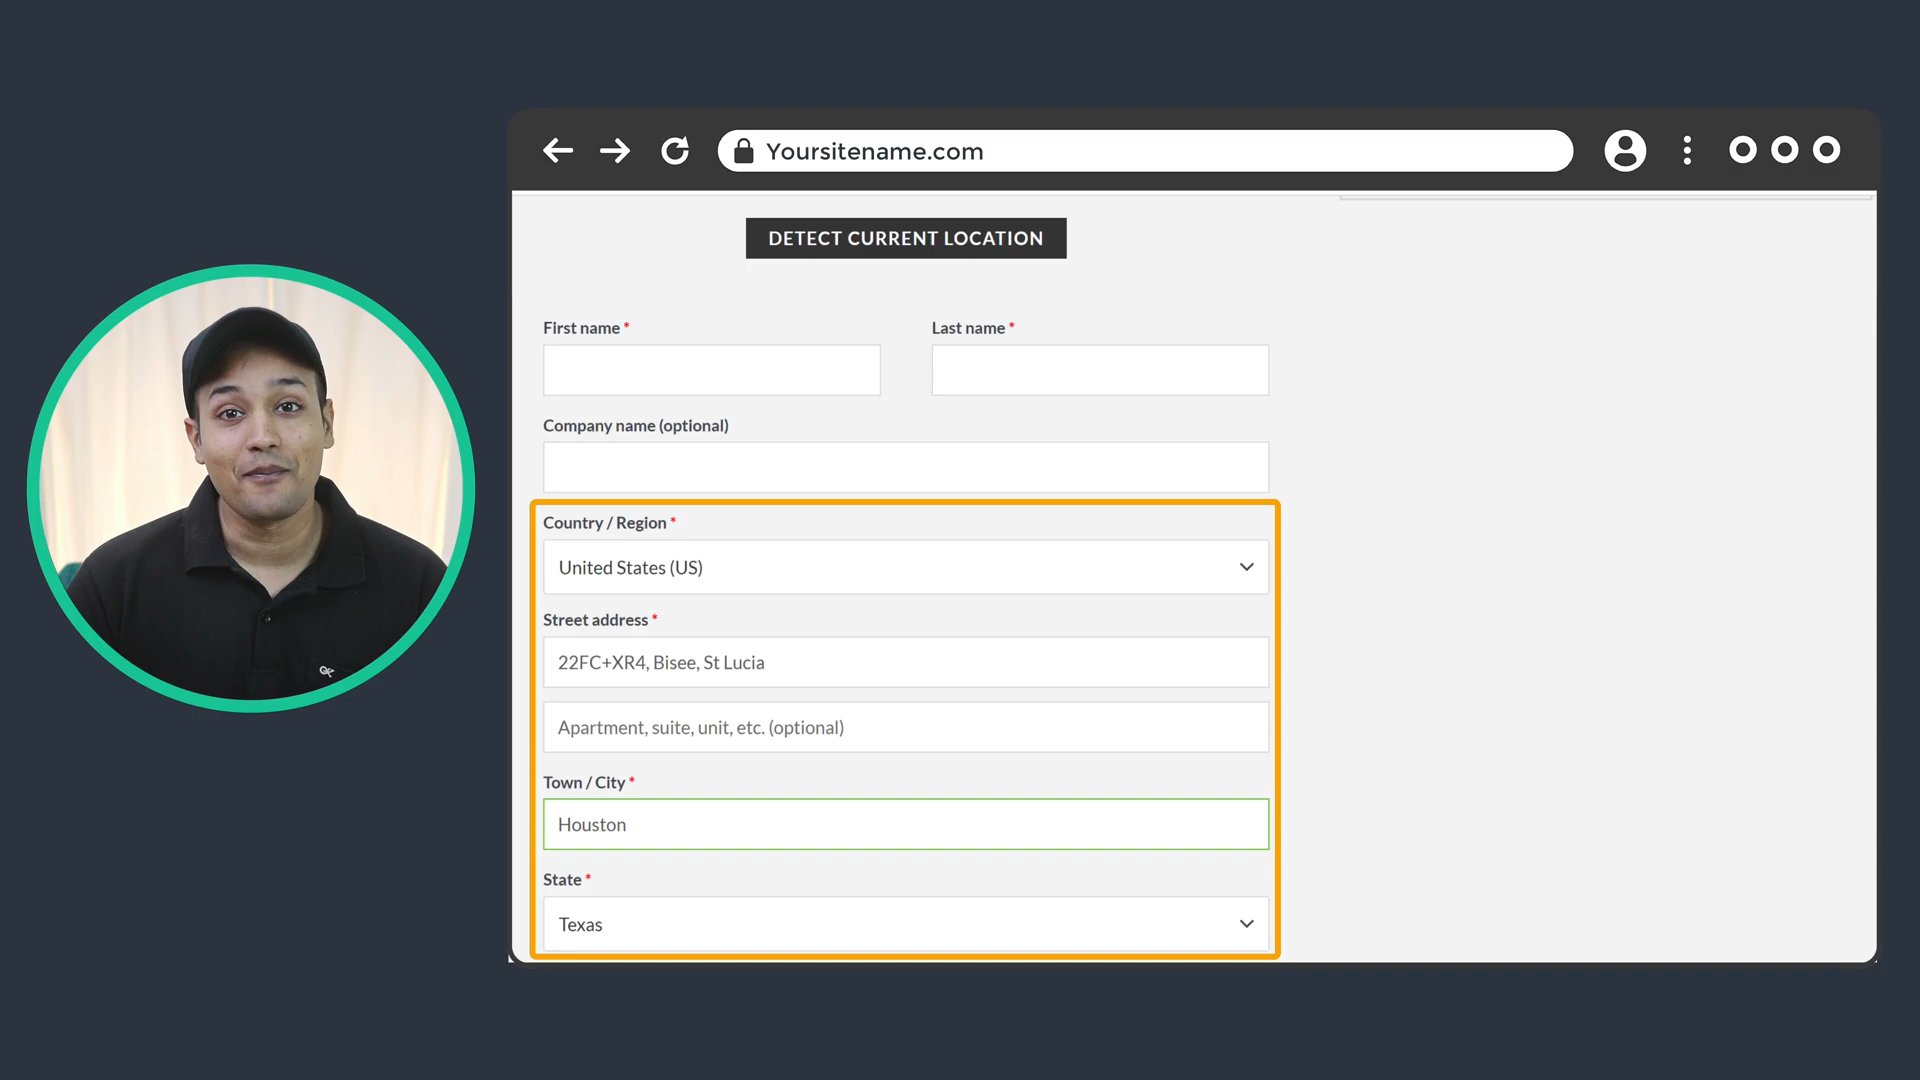 Yoursitename.com
DETECT CURRENT LOCATION
First name *
Last name *
Company name (optional)
Country / Region *
United States (US)
Street address *
22FC+XR4, Bisee, St Lucia
Apartment, suite, unit, etc. (optional)
Town / City *
Houston
State *
Texas